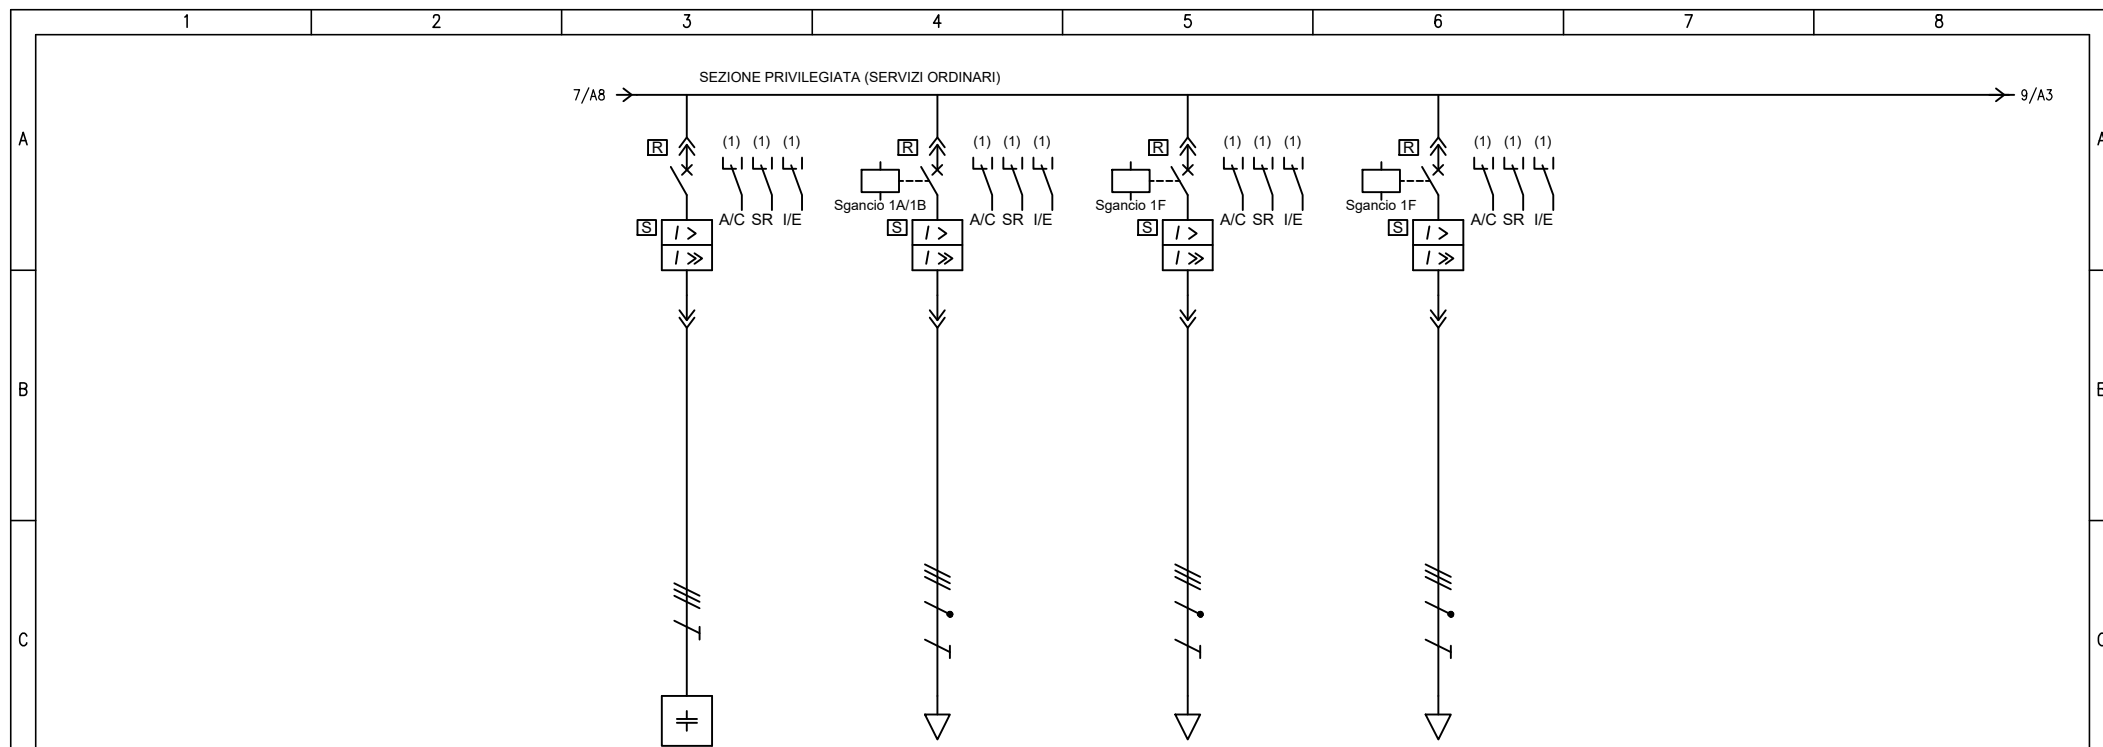 1 2 3 4 5 6 7 8
SEZIONE PRIVILEGIATA (SERVIZI ORDINARI)
7/A8 9/A3
A A
R (1) (1) (1) R (1) (1) (1) R (1) (1) (1) R (1) (1) (1)
Sgancio 1A/1B Sgancio 1F Sgancio 1F
A/C SR I/E A/C SR I/E A/C SR I/E A/C SR I/E
S I > S I > S I > S I >
I >> I >> I >> I >>
B
C